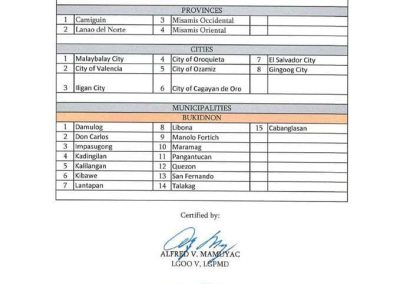 PROVINCES
1 Camiguin 3 Misamis Occidental
2 Lanao del Norte 4 Misamis Oriental
CITIES
1 Malaybalay City 4 City of Oroquieta 7 El Salvador City
2 City of Valencia 5 City of Ozamiz 8 Gingoog City
3 Iligan City 6 City of Cagayan de Oro
MUNICIPALITIES
BUKIDNON
1 Damulog 8 Libona 15 Cabanglasan
2 Don Carlos 9 Manolo Fortich
3 Impasugong 10 Maramag
4 Kadingilan 11 Pangantucan
5 Kalilangan 12 Quezon
6 Kibawe 13 San Fernando
7 Lantapan 14 Talakag
Certified by:
ALFRED V. MAMUYAC
LGOO V, LGPMD